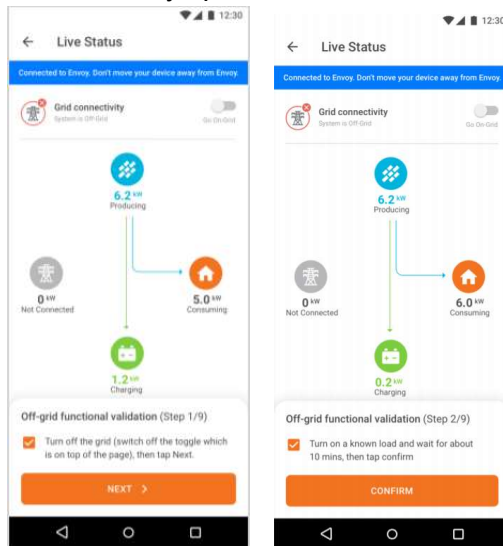 12:30
Live Status
Connected to Envoy. Don't move your device away from Envoy.
Grid connectivity
System is Off-Grid
Go On-Grid
6.2 kW
Producing
0 kW
Not Connected
5.0 kW
Consuming
1.2 kW
Charging
Off-grid functional validation (Step 1/9)
Turn off the grid (switch off the toggle which
is on top of the page), then tap Next.
NEXT >
12:30
Live Status
Connected to Envoy. Don't move your device away from Envoy.
Grid connectivity
System is Off-Grid
Go On-Grid
6.2 kW
Producing
0 kW
Not Connected
6.0 kW
Consuming
0.2 kW
Charging
Off-grid functional validation (Step 2/9)
Turn on a known load and wait for about
10 mins, then tap confirm
CONFIRM